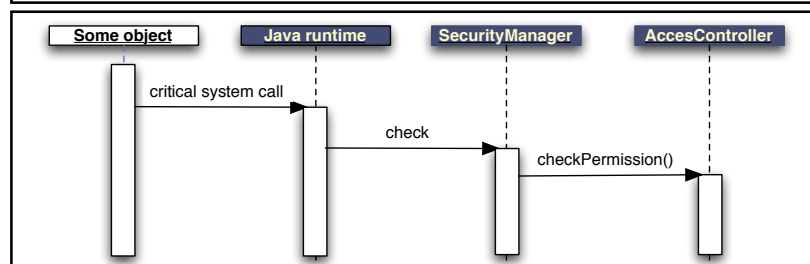 Some object
Java runtime
SecurityManager
AccesController
critical system call
check
checkPermission()